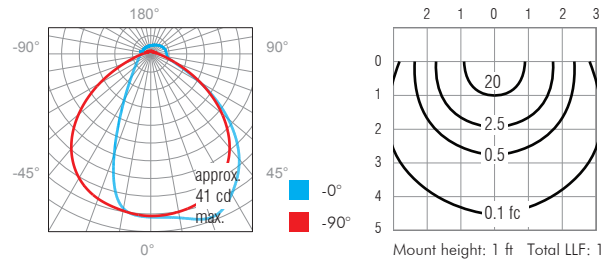 180°
-90° 90°
-45° 45°
approx.
41 cd
max.
0°
-0°
-90°
2 1 0 1 2 3
0
1
2
3
4
5
20
2.5
0.5
0.1 fc
Mount height: 1 ft Total LLF: 1